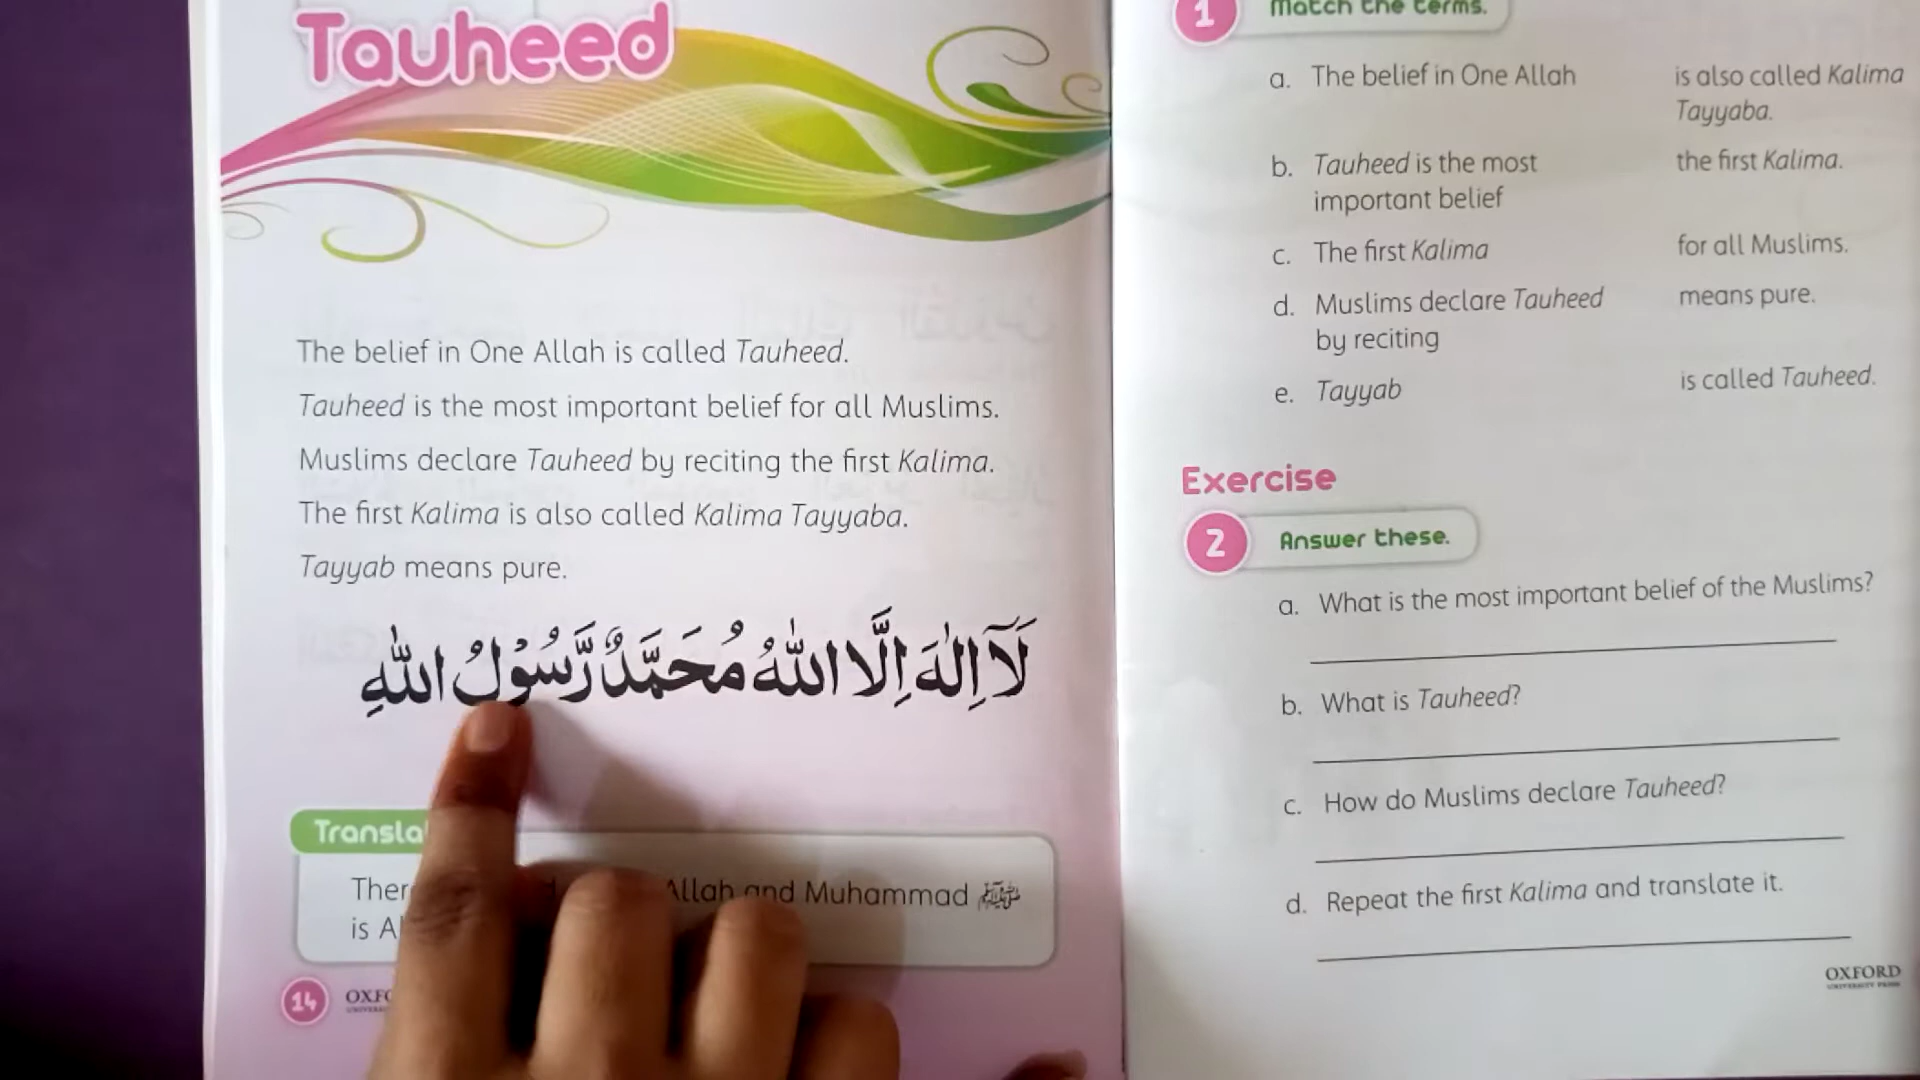 Tauheed
The belief in One Allah is called Tauheed.
Tauheed is the most important belief for all Muslims.
Muslims declare Tauheed by reciting the first Kalima.
The first Kalima is also called Kalima Tayyaba.
Tayyab means pure.
لَآ اِلٰهَ اِلَّا اللّٰهُ مُحَمَّدٌ رَّسُوْلُ اللّٰهِ
Allah and Muhammad ﷺ
is
14
1 Match the terms.
a. The belief in One Allah
is also called Kalima
Tayyaba.
b. Tauheed is the most
important belief
the first Kalima.
c. The first Kalima
for all Muslims.
d. Muslims declare Tauheed
by reciting
means pure.
e. Tayyab
is called Tauheed.
Exercise
2 Answer these.
a. What is the most important belief of the Muslims?
b. What is Tauheed?
c. How do Muslims declare Tauheed?
d. Repeat the first Kalima and translate it.
OXFORD
UNIVERSITY PRESS